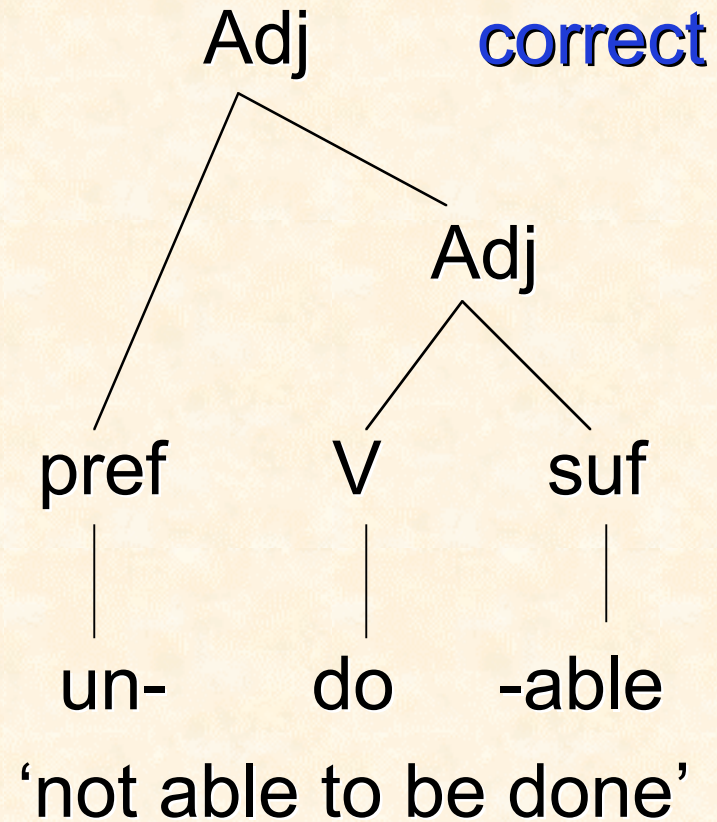 Adj correct
Adj
pref V suf
un- do -able
‘not able to be done’